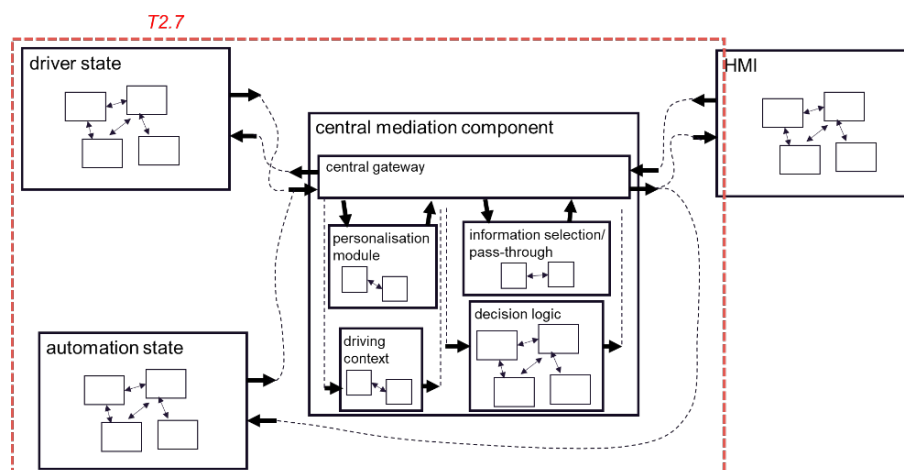 T2.7
driver state
HMI
central mediation component
central gateway
personalisation
module
information selection/
pass-through
driving
context
decision logic
automation state